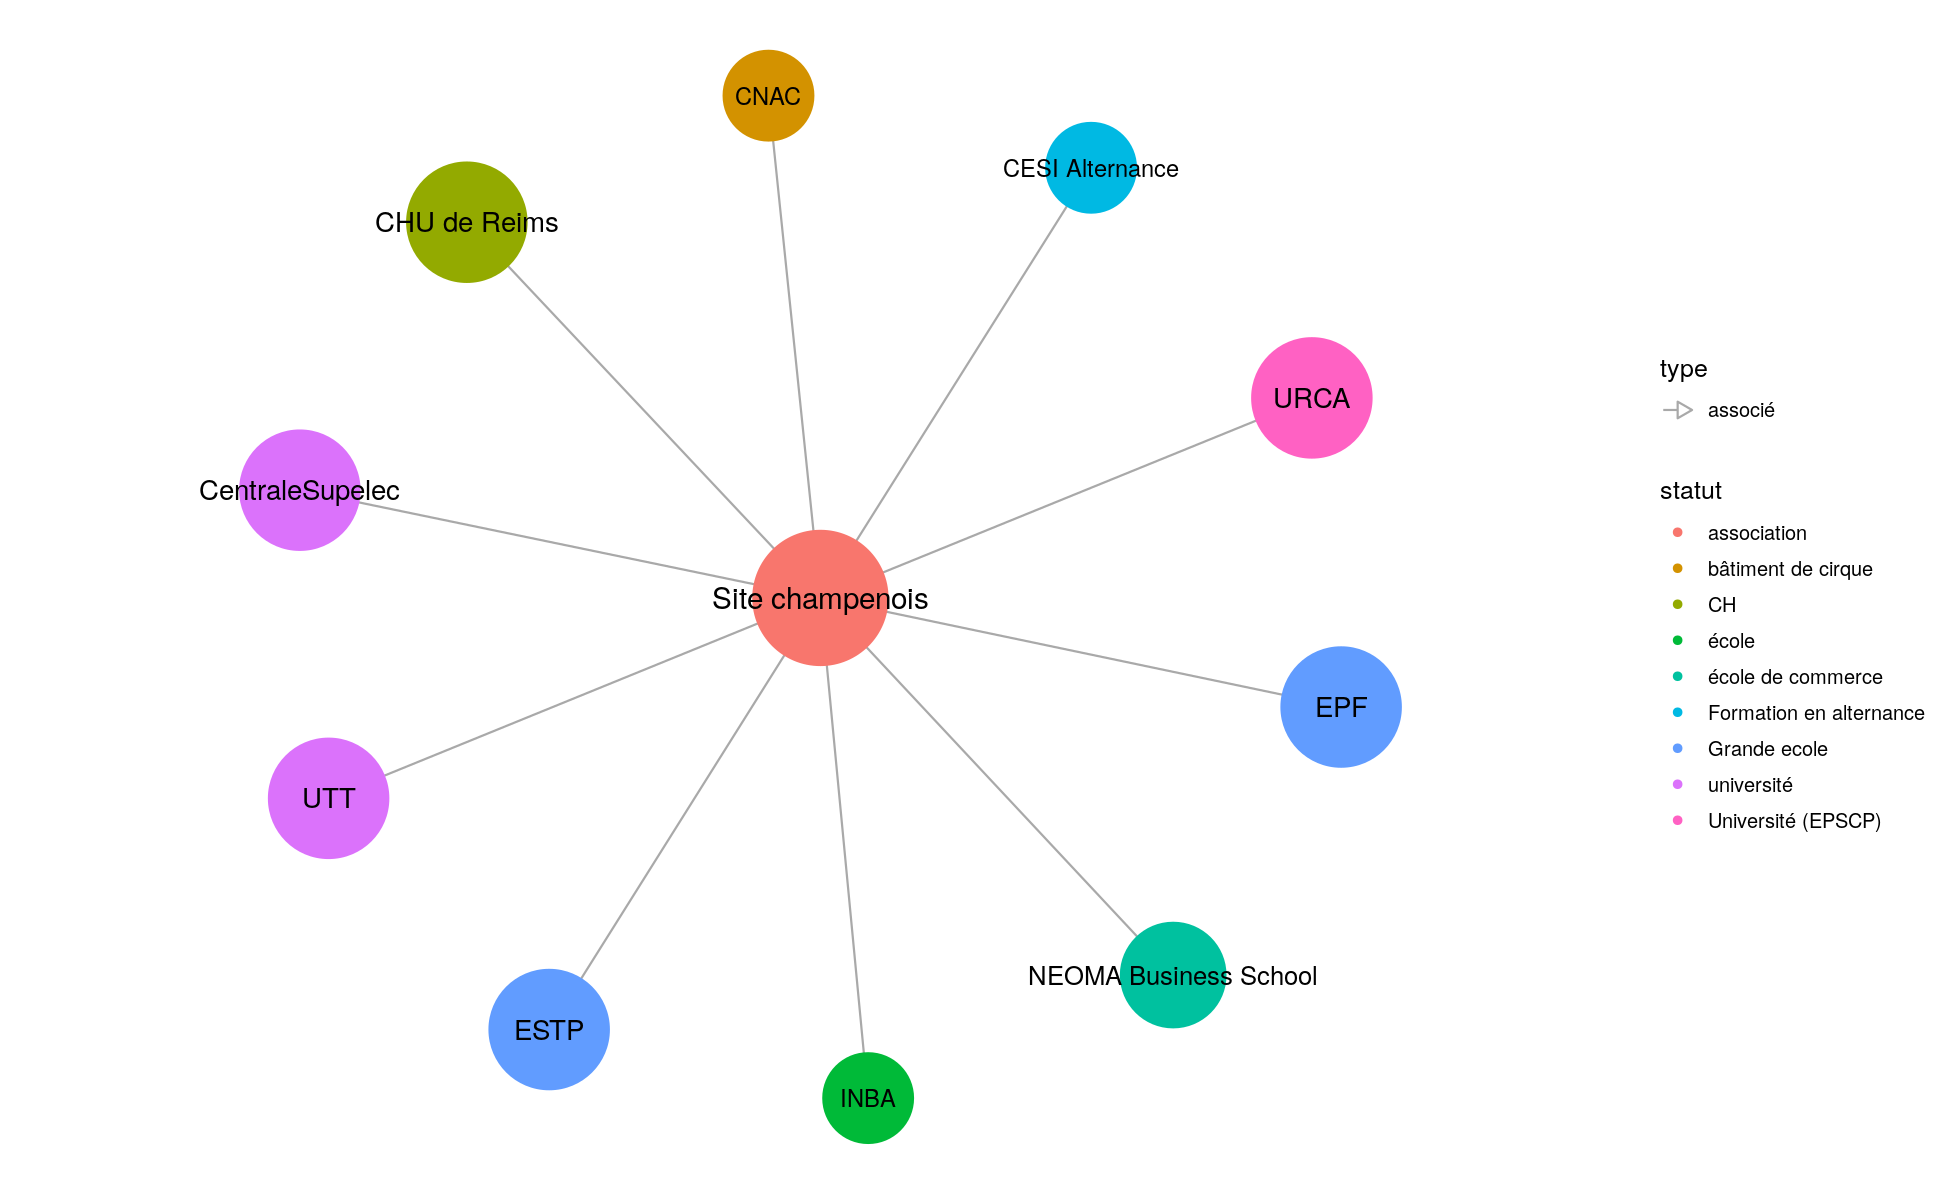 CNAC
CESI Alternance
CHU de Reims
URCA
CentraleSupelec
Site champenois
EPF
UTT
NEOMA Business School
ESTP
INBA
type
associé
statut
association
bâtiment de cirque
CH
école
école de commerce
Formation en alternance
Grande ecole
université
Université (EPSCP)